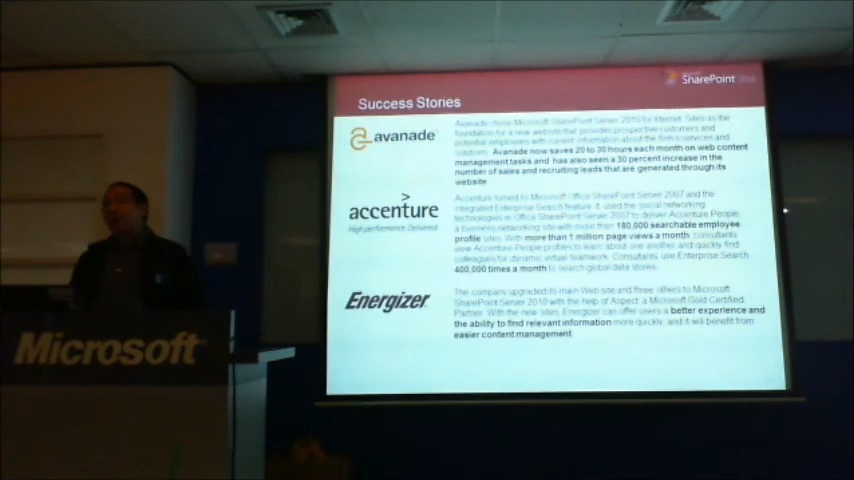 SharePoint 2010
Success Stories
avanade
Avanade chose Microsoft SharePoint Server 2010 for Internet Sites as the
foundation for a new website that provides prospective customers and
potential employees with current information about the firm's services and
solutions. Avanade now saves 20 to 30 hours each month on web content
management tasks and has also seen a 30 percent increase in the
number of sales and recruiting leads that are generated through its
website.
accenture
High performance. Delivered.
Accenture turned to Microsoft Office SharePoint Server 2007 and the
integrated Enterprise Search feature. It used the social networking
technologies in Office SharePoint Server 2007 to deliver Accenture People,
a business networking site with more than 180,000 searchable employee
profile sites. With more than 1 million page views a month, consultants
view Accenture People profiles to learn about one another and quickly find
colleagues for dynamic virtual teamwork. Consultants use Enterprise Search
400,000 times a month to search global data stores.
Energizer
The company upgraded its main Web site and three others to Microsoft
SharePoint Server 2010 with the help of Aspect, a Microsoft Gold Certified
Partner. With the new sites, Energizer can offer users a better experience and
the ability to find relevant information more quickly, and it will benefit from
easier content management.
Microsoft